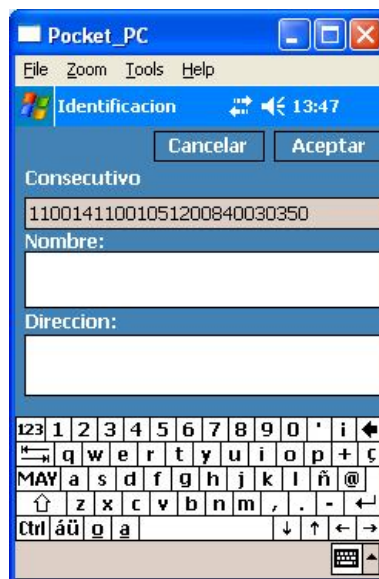 Pocket_PC
File Zoom Tools Help
Identificacion 13:47
Cancelar Aceptar
Consecutivo
11001411001051200840030350
Nombre:
Direccion:
123 1 2 3 4 5 6 7 8 9 0 ' ¡
q w e r t y u i o p + ç
MAY a s d f g h j k l ñ @
z x c v b n m , . -
Ctrl áü º ª